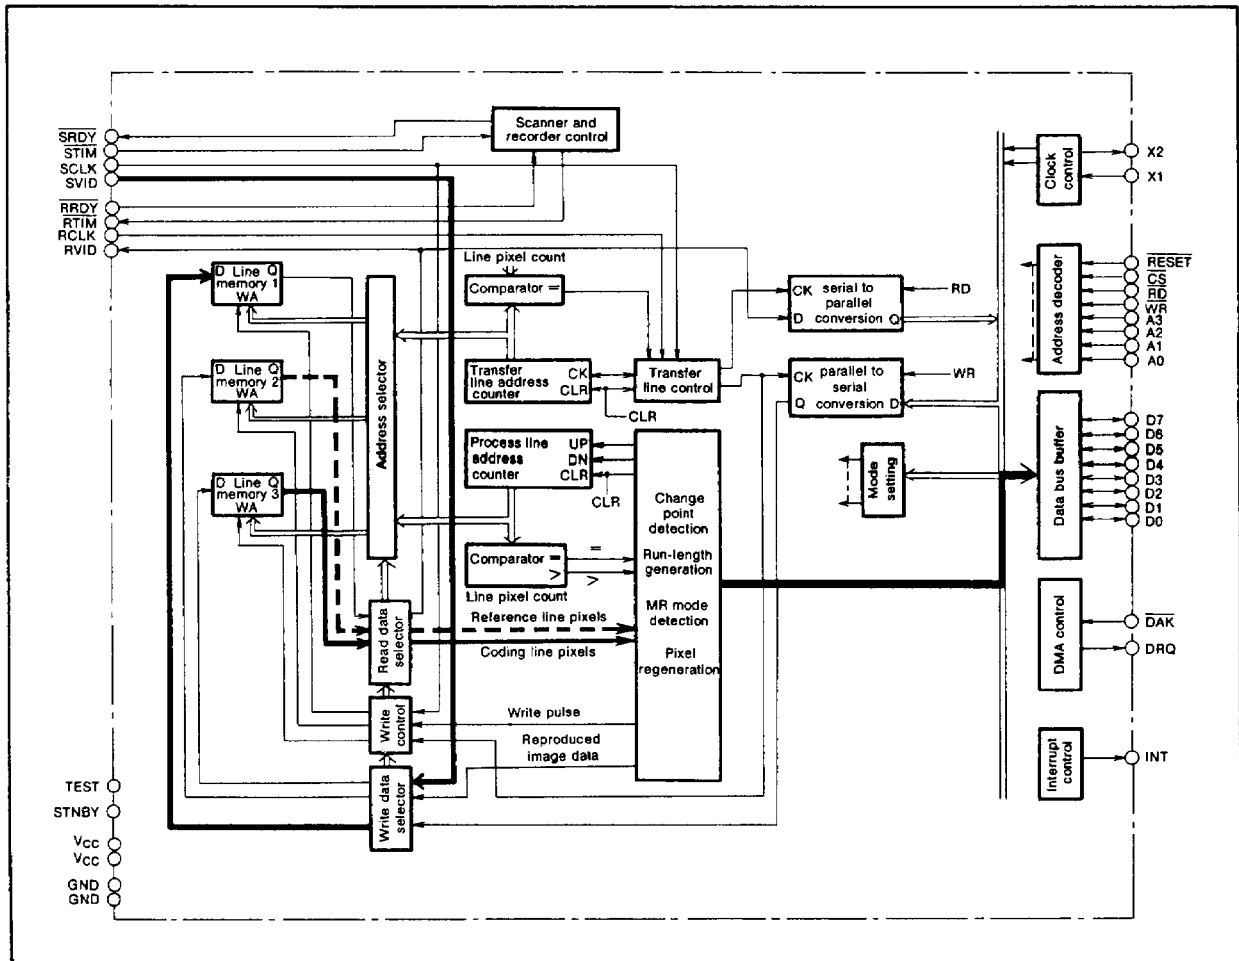 Scanner and
recorder control
SRDY
STIM
SCLK
SVID
RRDY
RTIM
RCLK
RVID
TEST
STNBY
VCC
VCC
GND
GND
D Line Q
memory 1
WA
D Line Q
memory 2
WA
D Line Q
memory 3
WA
Address selector
Read data
selector
Write
control
Write data
selector
Line pixel count
Comparator =
Transfer
line address
counter
CK
CLR
CLR
Transfer
line control
Process line
address
counter
UP
DN
CLR
CLR
Comparator =
>
=
>
Line pixel count
Reference line pixels
Coding line pixels
Write pulse
Reproduced
image data
Change
point
detection
Run-length
generation
MR mode
detection
Pixel
regeneration
CK serial to
parallel
D conversion Q
RD
CK parallel to
serial
Q conversion D
WR
Mode
setting
Clock
control
X2
X1
Address decoder
RESET
CS
RD
WR
A3
A2
A1
A0
Data bus buffer
D7
D6
D5
D4
D3
D2
D1
D0
DMA control
DAK
DRQ
Interrupt
control
INT